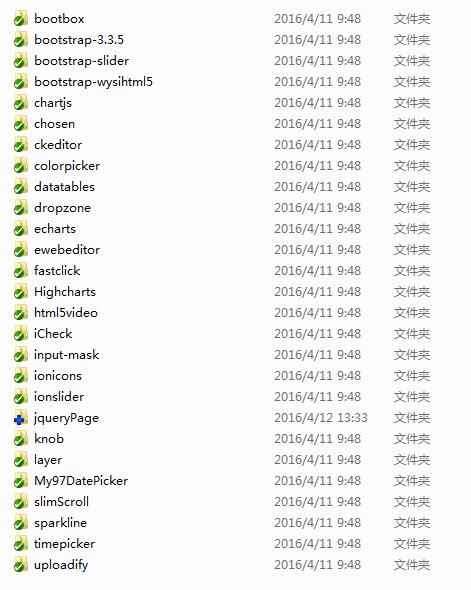 bootbox 2016/4/11 9:48 文件夹
bootstrap-3.3.5 2016/4/11 9:48 文件夹
bootstrap-slider 2016/4/11 9:48 文件夹
bootstrap-wysihtml5 2016/4/11 9:48 文件夹
chartjs 2016/4/11 9:48 文件夹
chosen 2016/4/11 9:48 文件夹
ckeditor 2016/4/11 9:48 文件夹
colorpicker 2016/4/11 9:48 文件夹
datatables 2016/4/11 9:48 文件夹
dropzone 2016/4/11 9:48 文件夹
echarts 2016/4/11 9:48 文件夹
ewebeditor 2016/4/11 9:48 文件夹
fastclick 2016/4/11 9:48 文件夹
Highcharts 2016/4/11 9:48 文件夹
html5video 2016/4/11 9:48 文件夹
iCheck 2016/4/11 9:48 文件夹
input-mask 2016/4/11 9:48 文件夹
ionicons 2016/4/11 9:48 文件夹
ionslider 2016/4/11 9:48 文件夹
jqueryPage 2016/4/12 13:33 文件夹
knob 2016/4/11 9:48 文件夹
layer 2016/4/11 9:48 文件夹
My97DatePicker 2016/4/11 9:48 文件夹
slimScroll 2016/4/11 9:48 文件夹
sparkline 2016/4/11 9:48 文件夹
timepicker 2016/4/11 9:48 文件夹
uploadify 2016/4/11 9:48 文件夹